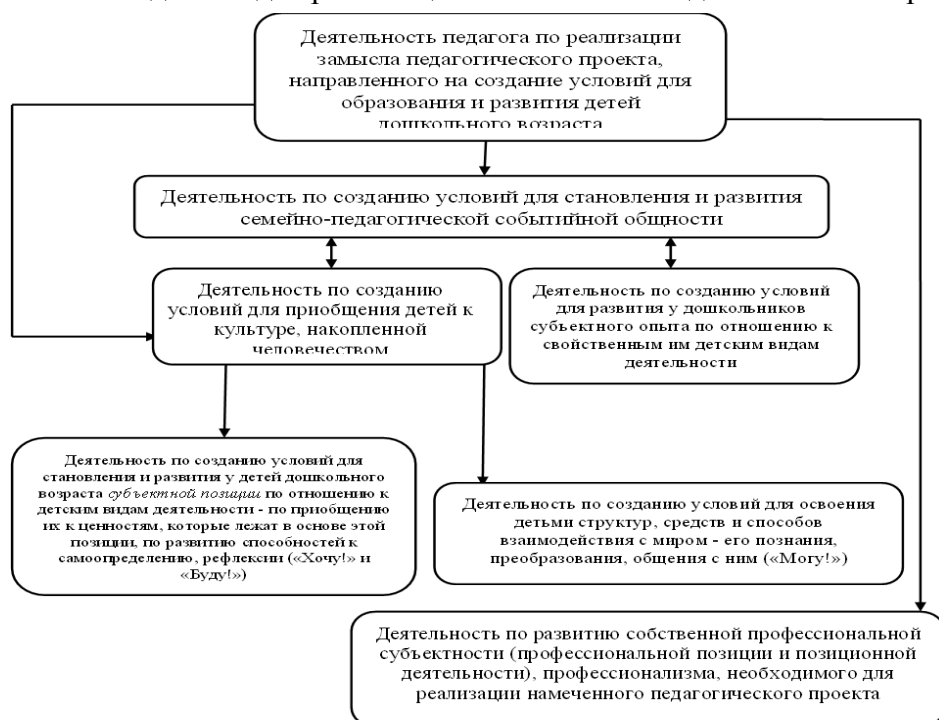 Деятельность педагога по реализации
замысла педагогического проекта,
направленного на создание условий для
образования и развития детей
дошкольного возраста
Деятельность по созданию условий для становления и развития
семейно-педагогической событийной общности
Деятельность по созданию
условий для приобщения детей к
культуре, накопленной
человечеством
Деятельность по созданию условий
для развития у дошкольников
субъектного опыта по отношению к
свойственным им детским видам
деятельности
Деятельность по созданию условий для
становления и развития у детей дошкольного
возраста субъектной позиции по отношению к
детским видам деятельности - по приобщению
их к ценностям, которые лежат в основе этой
позиции, по развитию способностей к
самоопределению, рефлексии («Хочу!» и
«Буду!»)
Деятельность по созданию условий для освоения
детьми структур, средств и способов
взаимодействия с миром - его познания,
преобразования, общения с ним («Могу!»)
Деятельность по развитию собственной профессиональной
субъектности (профессиональной позиции и позиционной
деятельности), профессионализма, необходимого для
реализации намеченного педагогического проекта